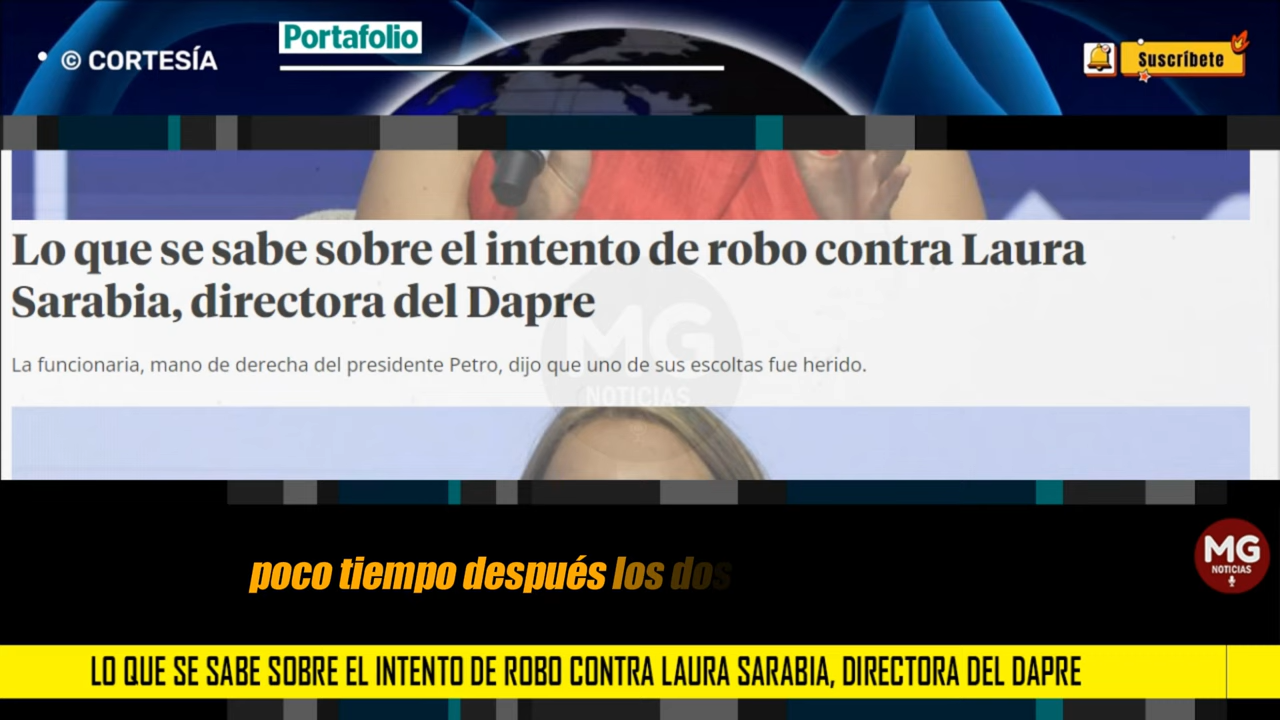 © CORTESÍA
Portafolio
Suscríbete
Lo que se sabe sobre el intento de robo contra Laura
Sarabia, directora del Dapre
La funcionaria, mano de derecha del presidente Petro, dijo que uno de sus escoltas fue herido.
MG
NOTICIAS
poco tiempo después los dos
MG
NOTICIAS
LO QUE SE SABE SOBRE EL INTENTO DE ROBO CONTRA LAURA SARABIA, DIRECTORA DEL DAPRE